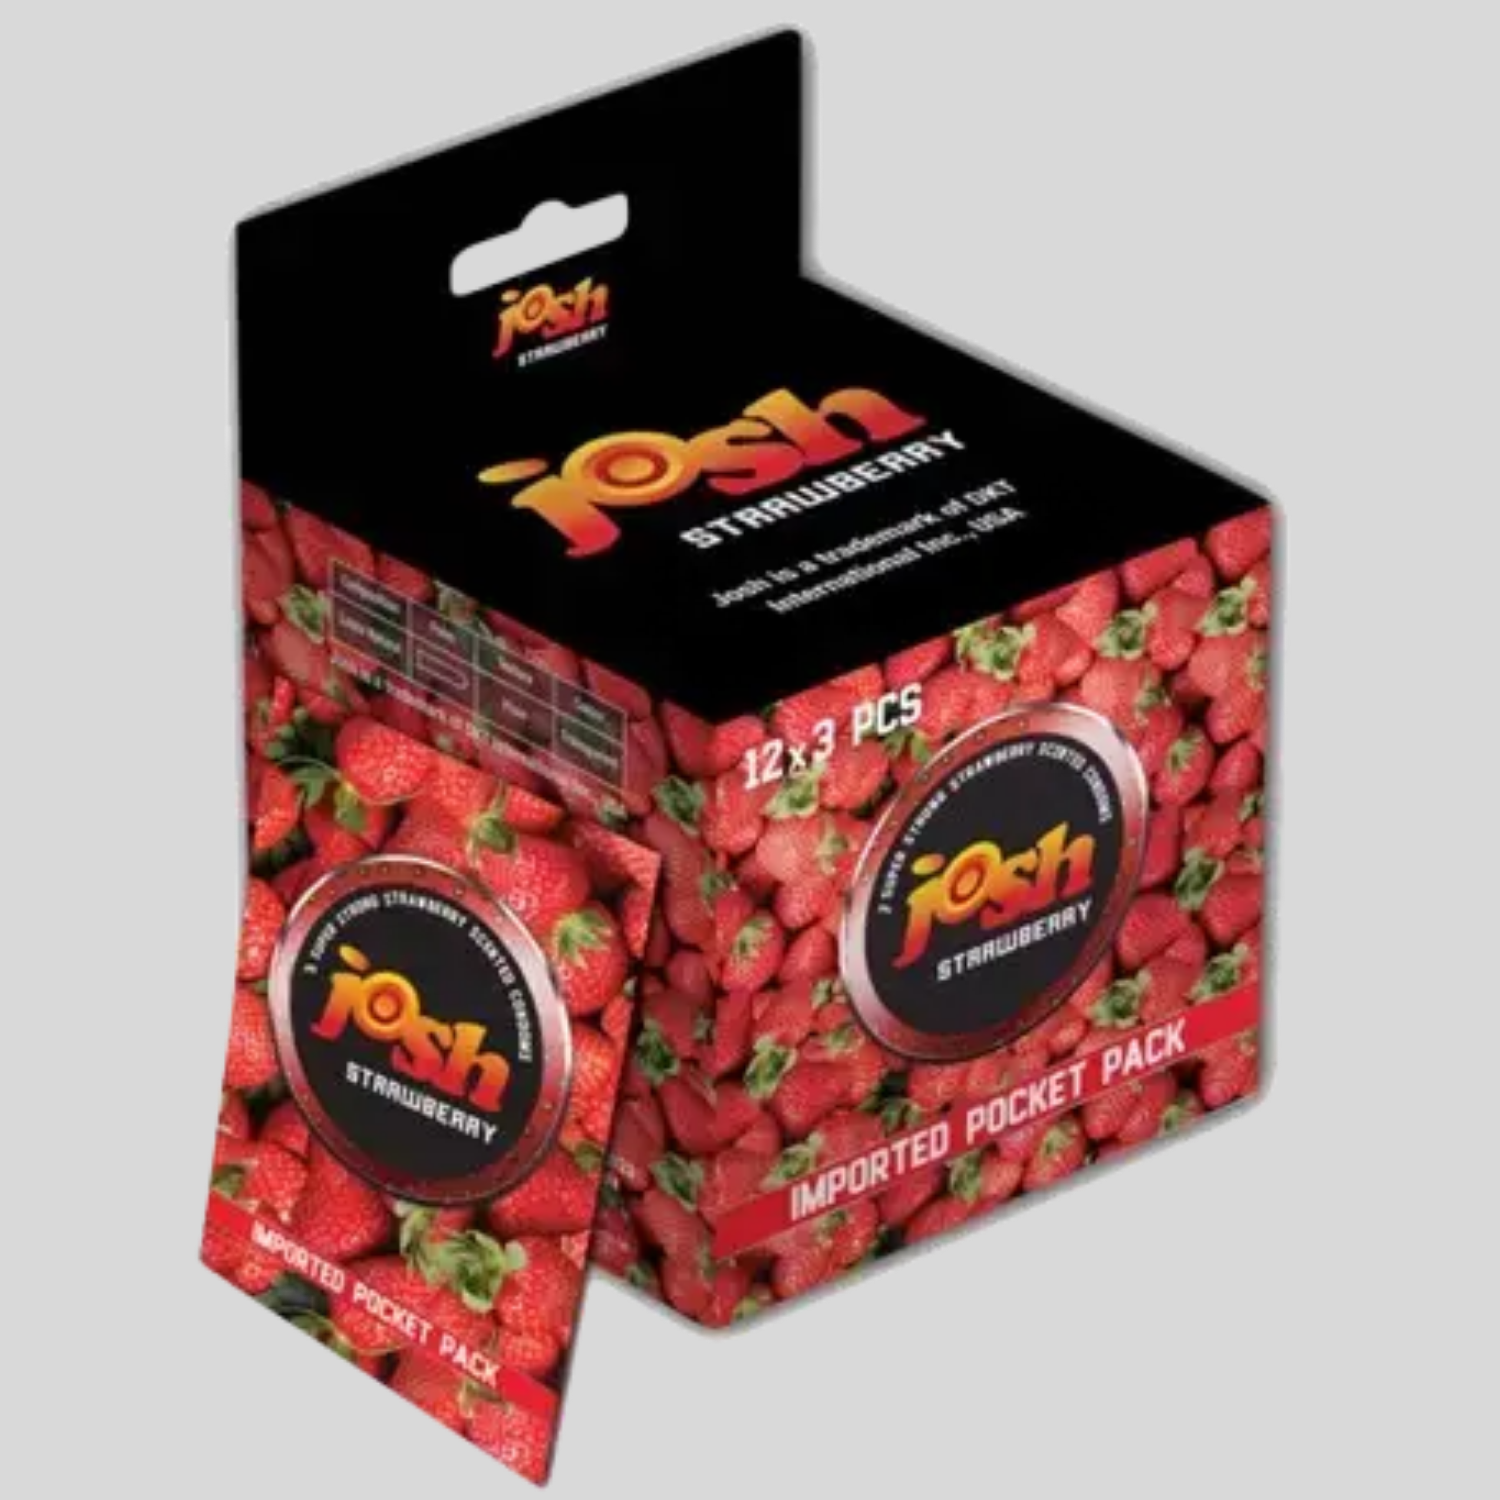 josh
STRAWBERRY
josh
STRAWBERRY
Josh is a trademark of DKT
International Inc., USA
12x3 PCS
3 SUPER STRONG STRAWBERRY SCENTED CONDOMS
josh
STRAWBERRY
IMPORTED POCKET PACK
3 SUPER STRONG STRAWBERRY SCENTED CONDOMS
josh
STRAWBERRY
IMPORTED POCKET PACK